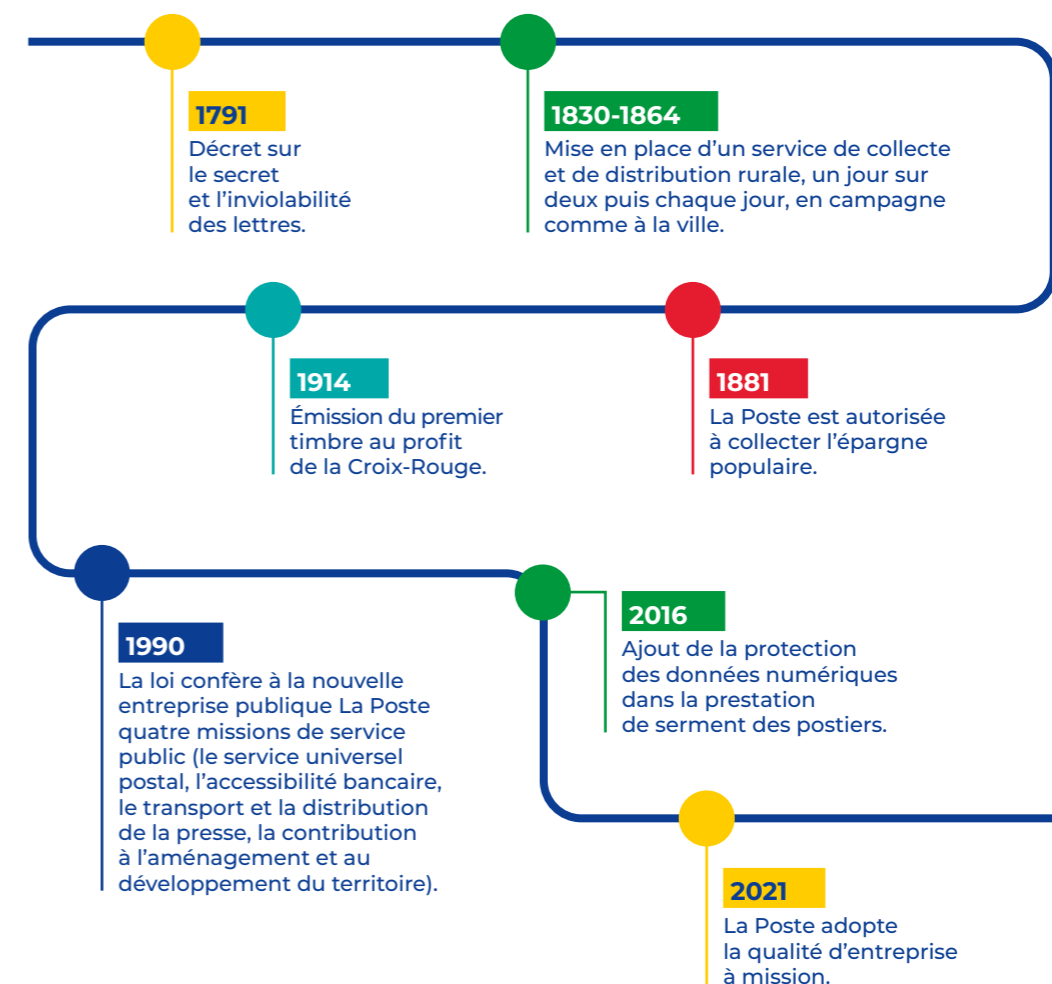 1791
Décret sur
le secret
et l’inviolabilité
des lettres.
1830-1864
Mise en place d’un service de collecte
et de distribution rurale, un jour sur
deux puis chaque jour, en campagne
comme à la ville.
1881
La Poste est autorisée
à collecter l’épargne
populaire.
1914
Émission du premier
timbre au profit
de la Croix-Rouge.
1990
La loi confère à la nouvelle
entreprise publique La Poste
quatre missions de service
public (le service universel
postal, l’accessibilité bancaire,
le transport et la distribution
de la presse, la contribution
à l’aménagement et au
développement du territoire).
2016
Ajout de la protection
des données numériques
dans la prestation
de serment des postiers.
2021
La Poste adopte
la qualité d’entreprise
à mission.